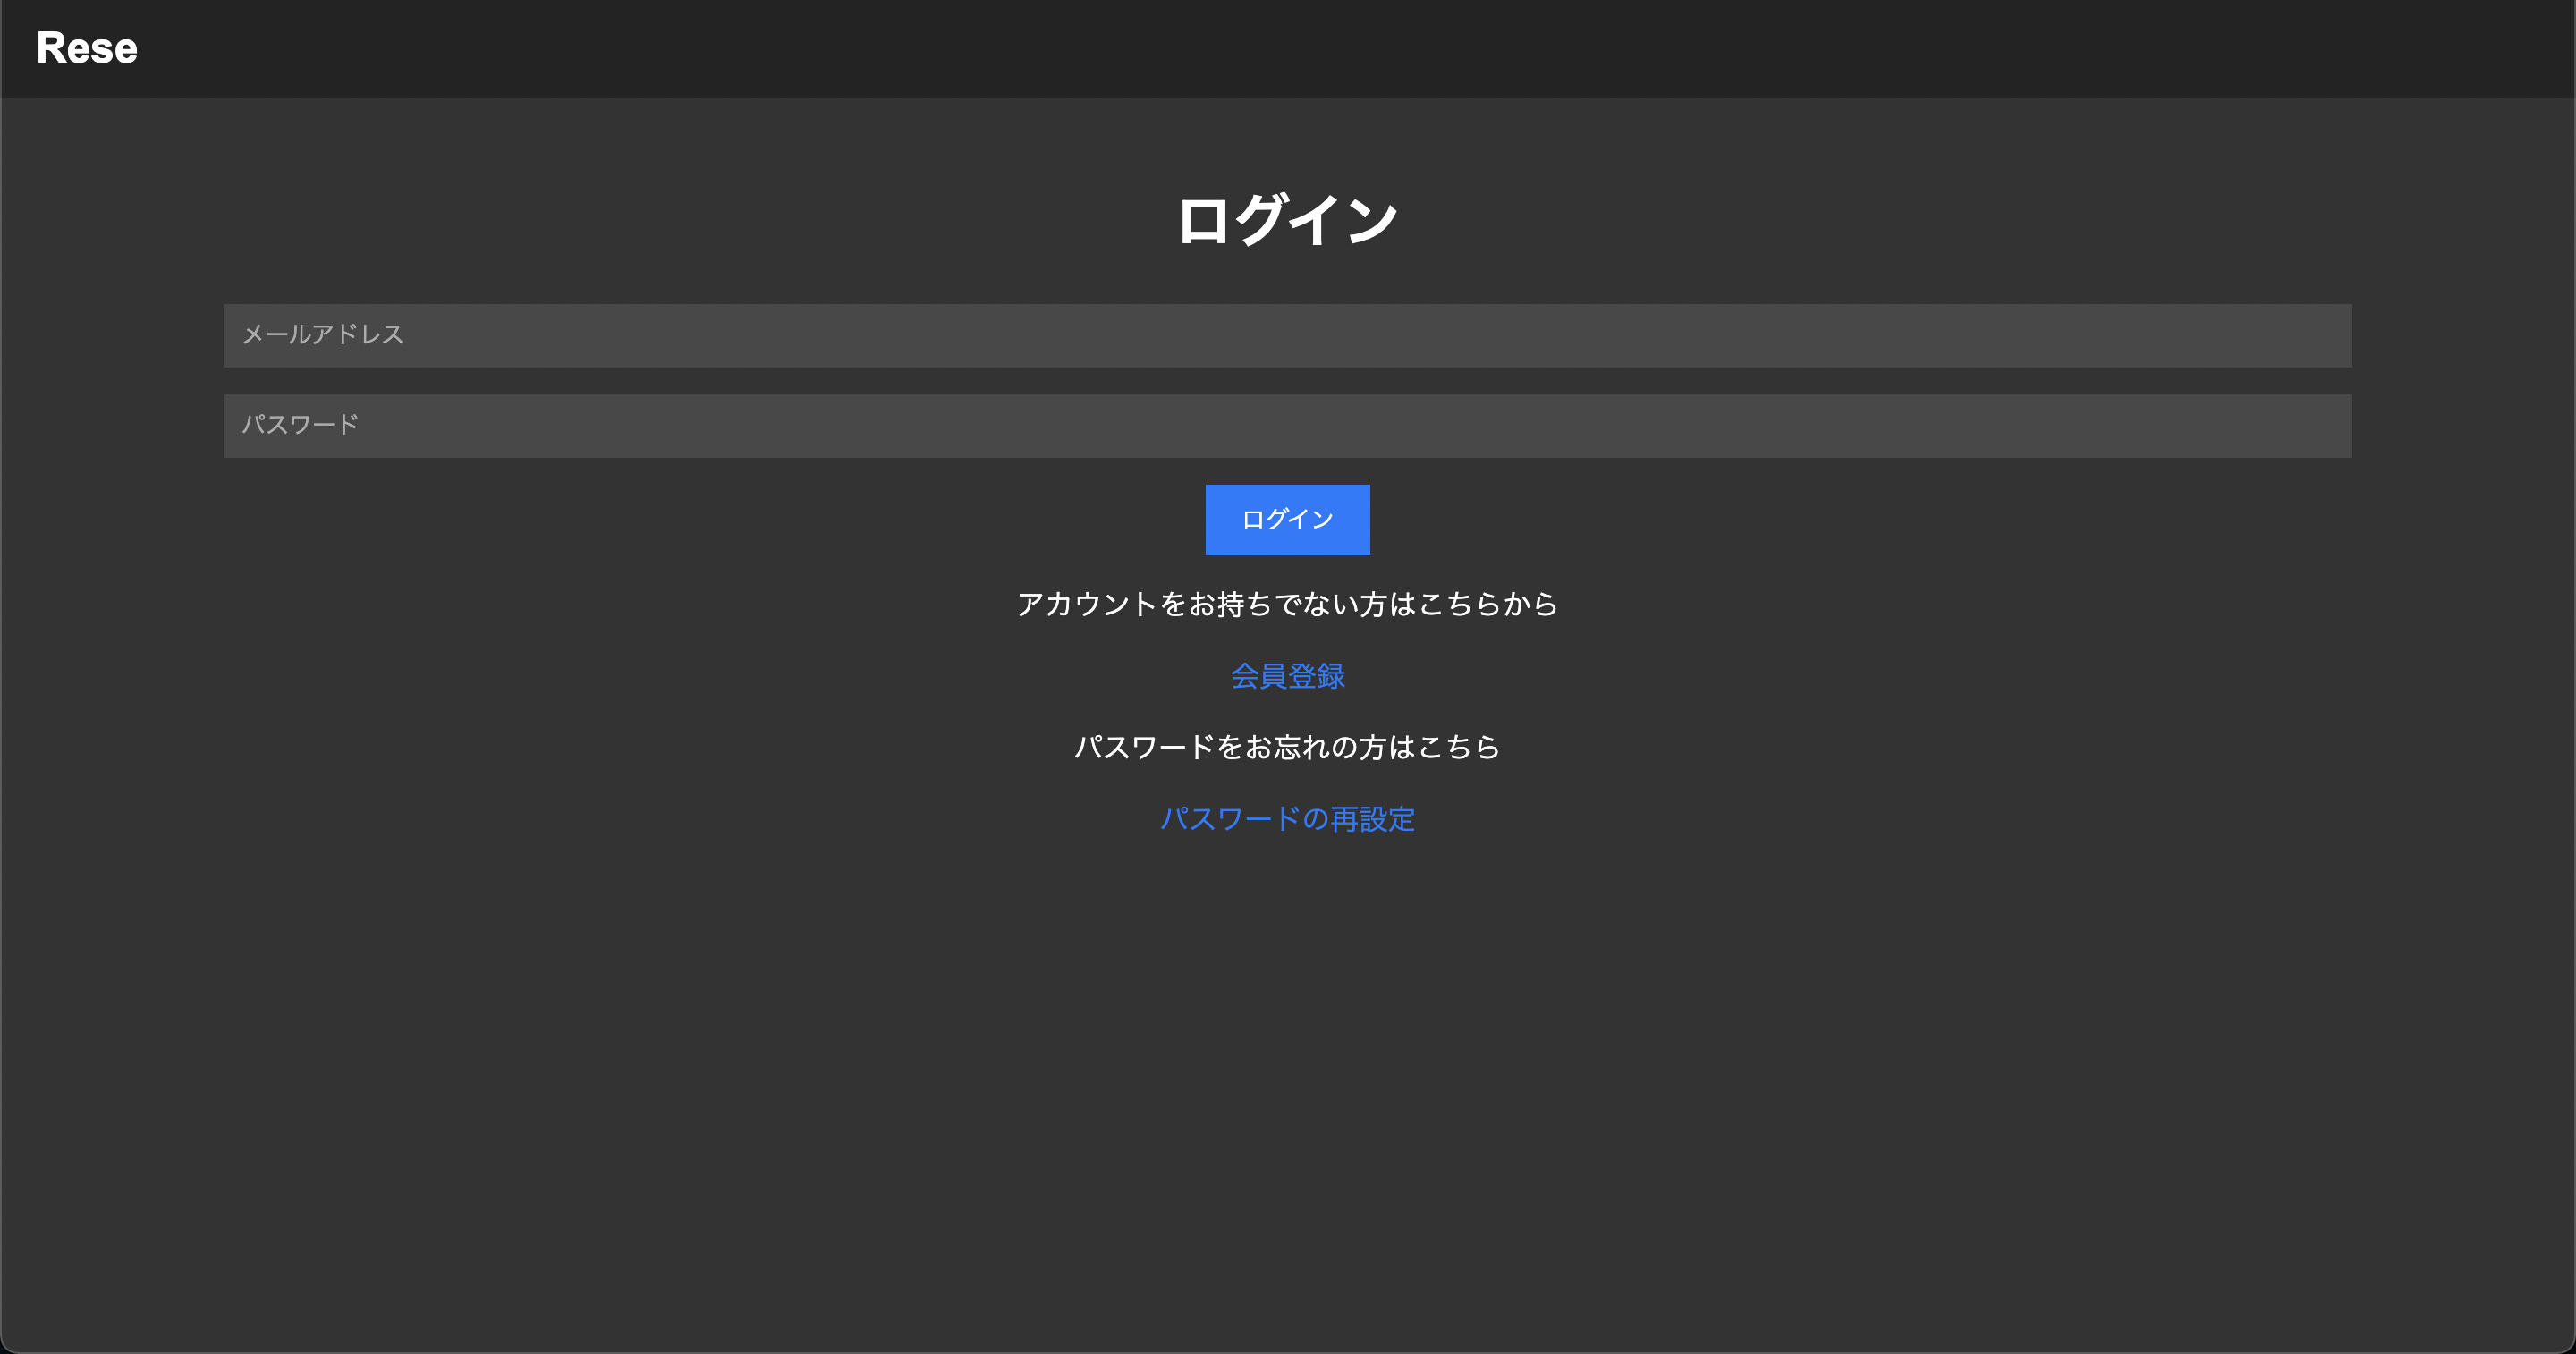 Rese
ログイン
メールアドレス
パスワード
ログイン
アカウントをお持ちでない方はこちらから
会員登録
パスワードをお忘れの方はこちら
パスワードの再設定